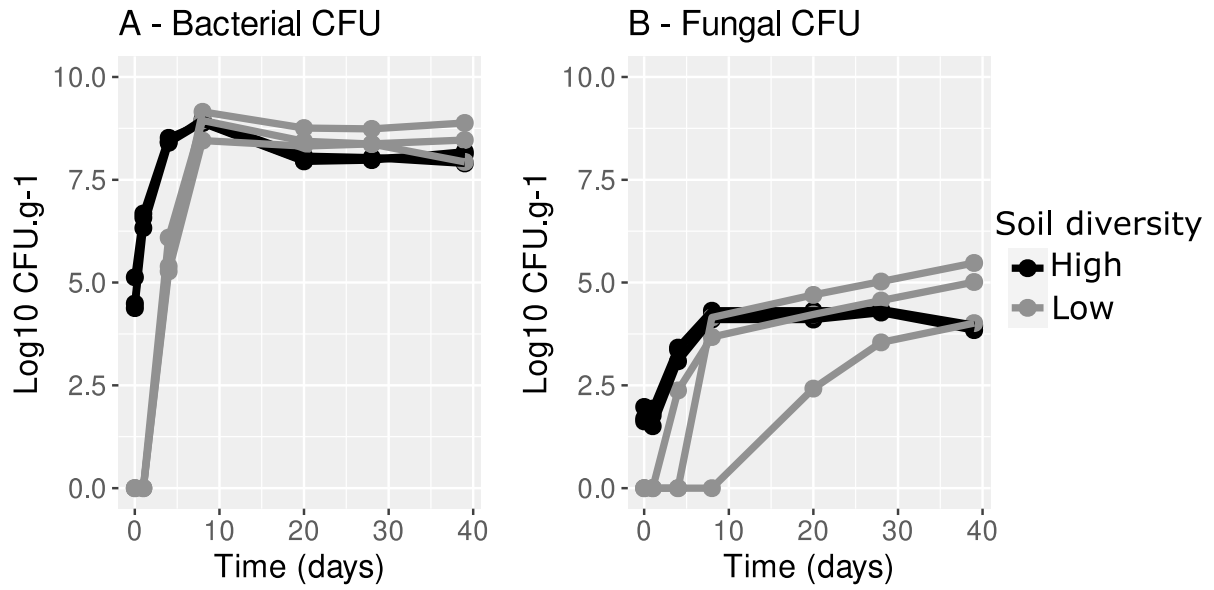 A - Bacterial CFU
Log10 CFU.g-1
10.0
7.5
5.0
2.5
0.0
0 10 20 30 40
Time (days)
B - Fungal CFU
Log10 CFU.g-1
10.0
7.5
5.0
2.5
0.0
0 10 20 30 40
Time (days)
Soil diversity
High
Low